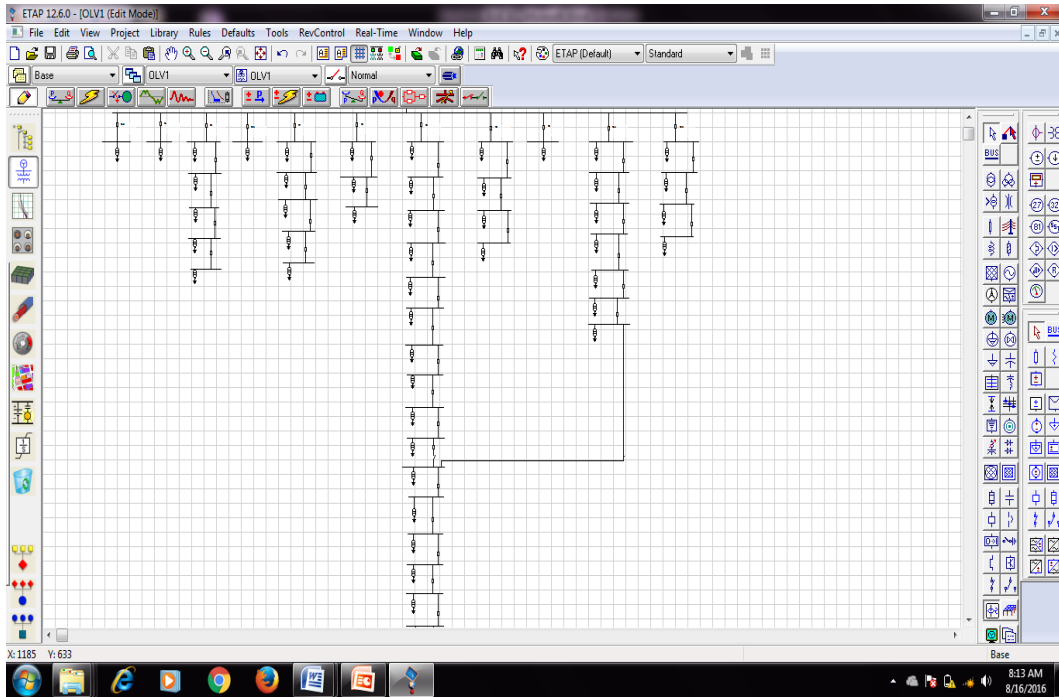 ETAP 12.6.0 - [OLV1 (Edit Mode)]
File Edit View Project Library Rules Defaults Tools RevControl Real-Time Window Help
ETAP (Default) Standard
Base OLV1 OLV1 Normal
BUS
BUS
X: 1185 Y: 633
Base
8:13 AM
8/16/2016